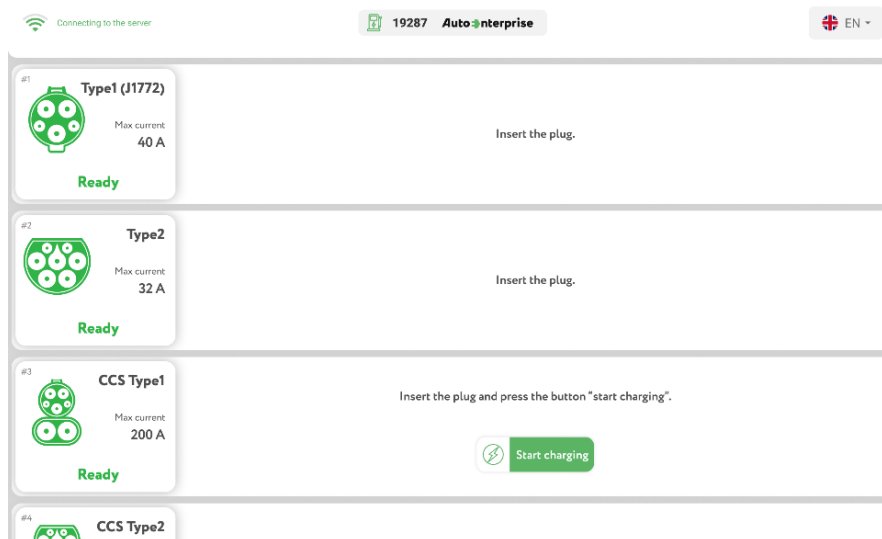 Connecting to the server
19287 AutoEnterprise
EN
#1
Type1 (J1772)
Max current
40 A
Ready
Insert the plug.
#2
Type2
Max current
32 A
Ready
Insert the plug.
#3
CCS Type1
Max current
200 A
Ready
Insert the plug and press the button "start charging".
Start charging
#4
CCS Type2